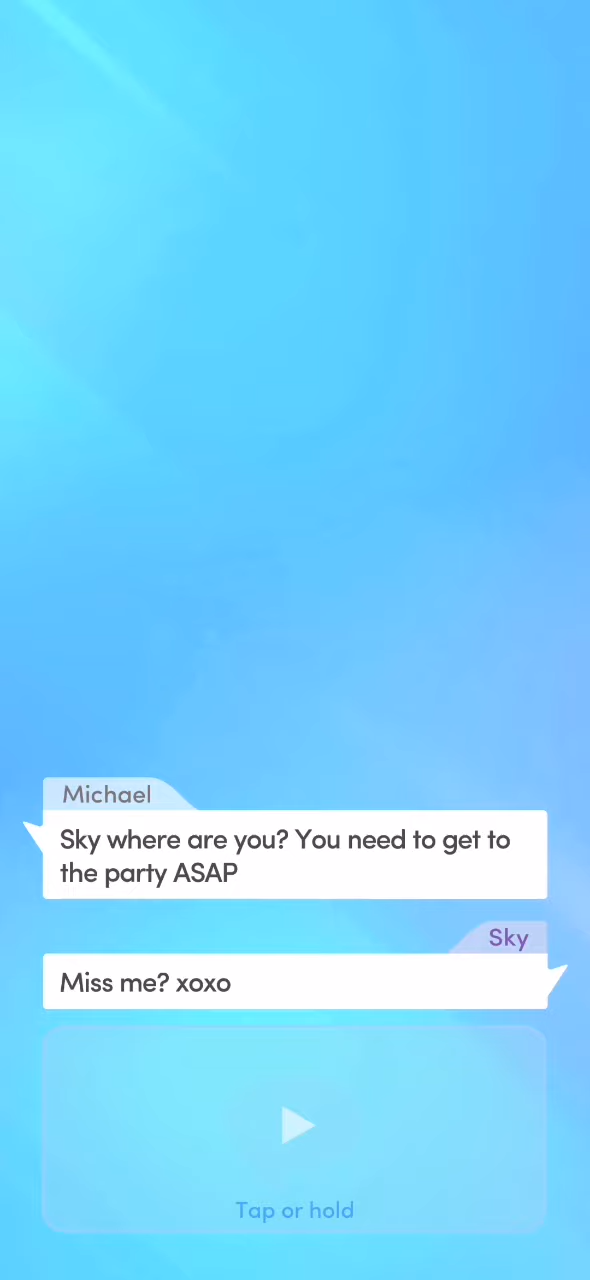 Michael
Sky where are you? You need to get to
the party ASAP
Sky
Miss me? xoxo
Tap or hold